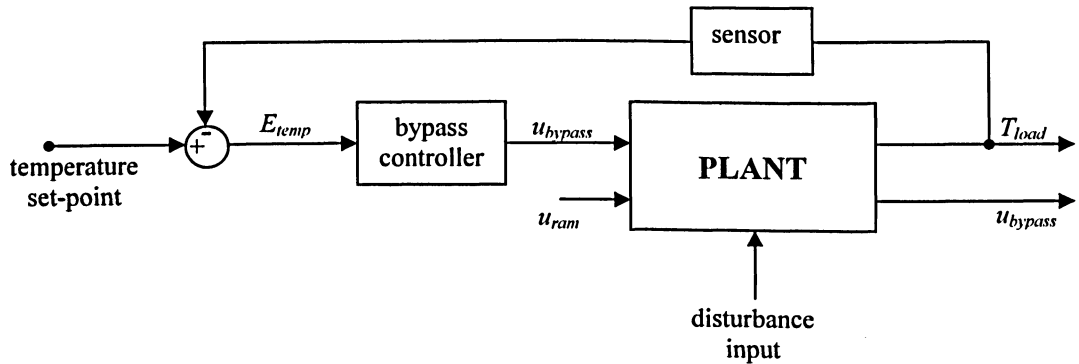 sensor
-
+
E_temp
bypass
controller
u_bypass
PLANT
T_load
temperature
set-point
u_ram
u_bypass
disturbance
input